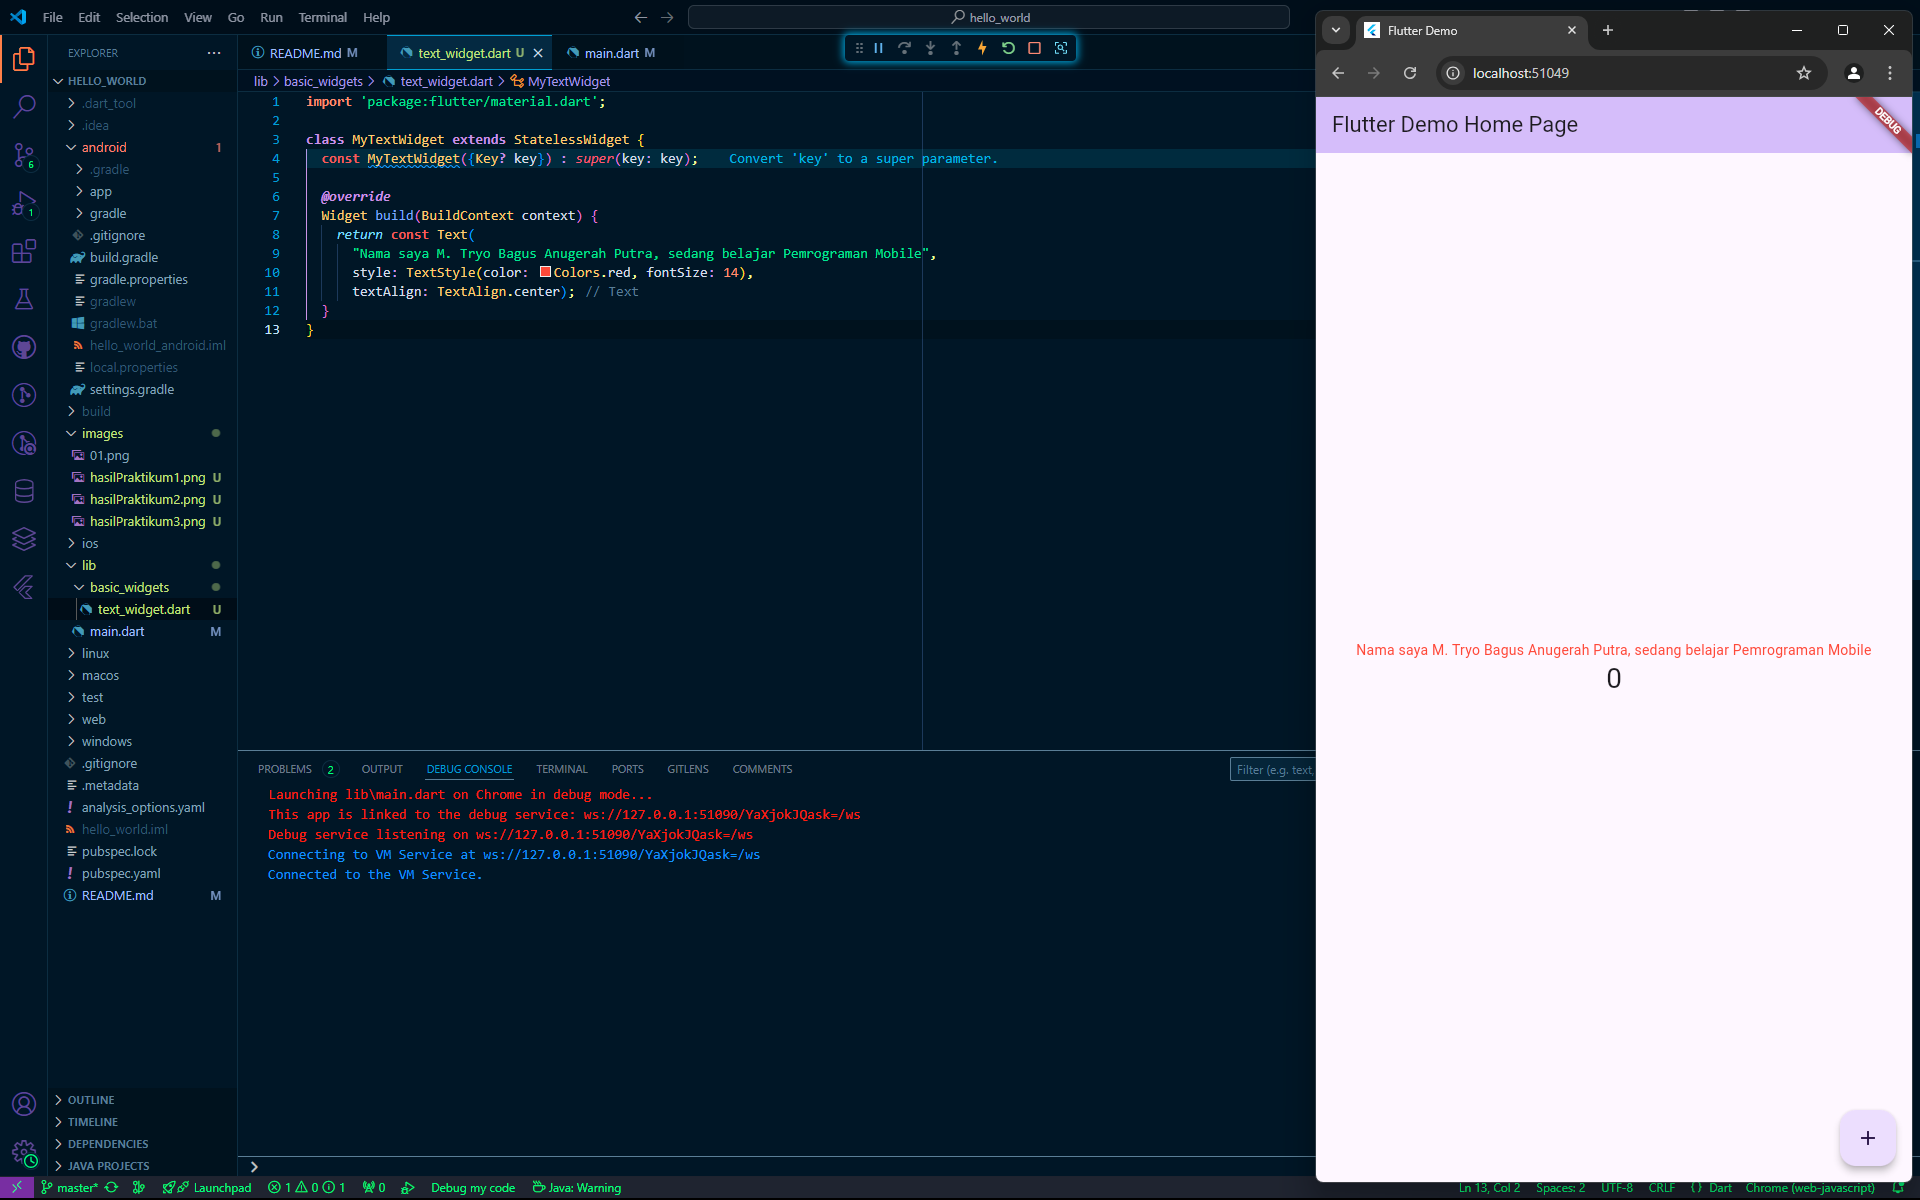 File Edit Selection View Go Run Terminal Help
hello_world
EXPLORER
HELLO_WORLD
.dart_tool
.idea
android 1
.gradle
app
gradle
.gitignore
build.gradle
gradle.properties
gradlew
gradlew.bat
hello_world_android.iml
local.properties
settings.gradle
build
images
01.png
hasilPraktikum1.png U
hasilPraktikum2.png U
hasilPraktikum3.png U
ios
lib
basic_widgets
text_widget.dart U
main.dart M
linux
macos
test
web
windows
.gitignore
.metadata
analysis_options.yaml
hello_world.iml
pubspec.lock
pubspec.yaml
README.md M
OUTLINE
TIMELINE
DEPENDENCIES
JAVA PROJECTS
6
1
README.md M text_widget.dart U main.dart M
lib > basic_widgets > text_widget.dart > MyTextWidget
1 import 'package:flutter/material.dart';
2
3 class MyTextWidget extends StatelessWidget {
4 const MyTextWidget({Key? key}) : super(key: key); Convert 'key' to a super parameter.
5
6 @override
7 Widget build(BuildContext context) {
8 return const Text(
9 "Nama saya M. Tryo Bagus Anugerah Putra, sedang belajar Pemrograman Mobile",
10 style: TextStyle(color: Colors.red, fontSize: 14),
11 textAlign: TextAlign.center); // Text
12 }
13 }
PROBLEMS 2 OUTPUT DEBUG CONSOLE TERMINAL PORTS GITLENS COMMENTS Filter (e.g. text,
Launching lib\main.dart on Chrome in debug mode...
This app is linked to the debug service: ws://127.0.0.1:51090/YaXjokJQask=/ws
Debug service listening on ws://127.0.0.1:51090/YaXjokJQask=/ws
Connecting to VM Service at ws://127.0.0.1:51090/YaXjokJQask=/ws
Connected to the VM Service.
Flutter Demo
localhost:51049
Flutter Demo Home Page
DEBUG
Nama saya M. Tryo Bagus Anugerah Putra, sedang belajar Pemrograman Mobile
0
+
master* Launchpad 1 0 1 0 Debug my code Java: Warning Ln 13, Col 2 Spaces: 2 UTF-8 CRLF {} Dart Chrome (web-javascript)